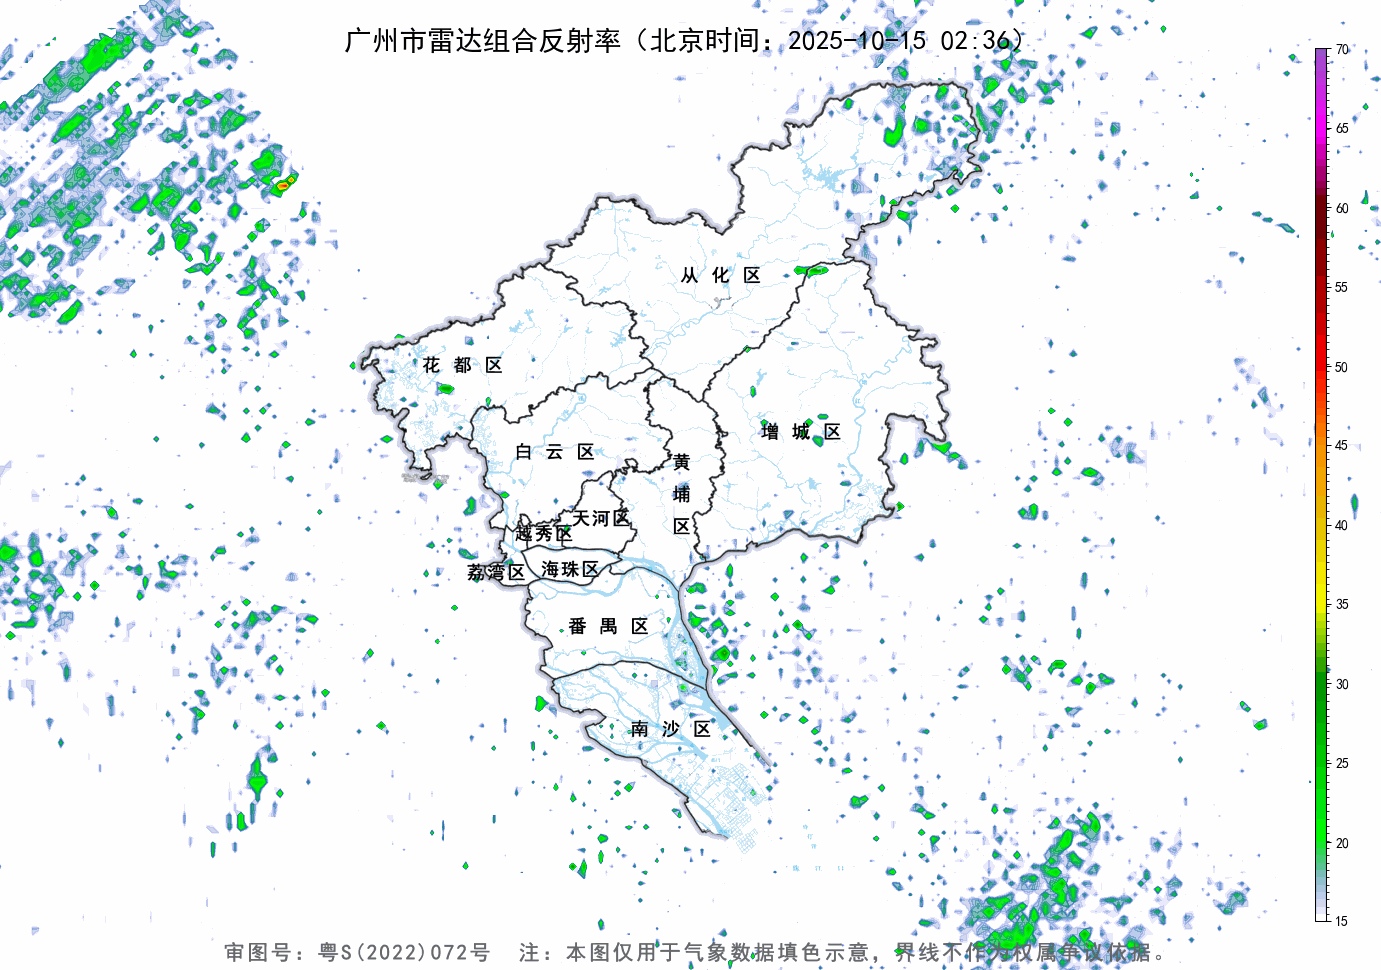 广州市雷达组合反射率（北京时间：2025-10-15 02:36）
70
65
60
55
50
45
40
35
30
25
20
15
从化区
花都区
增城区
白云区
黄埔区
天河区
越秀区
荔湾区
海珠区
番禺区
南沙区
审图号：粤S(2022)072号 注：本图仅用于气象数据填色示意，界线不作为权属争议依据。